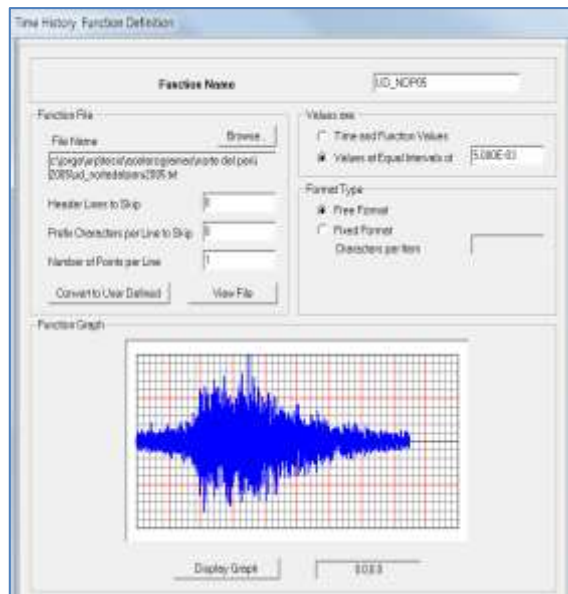 Time History Function Definition
Function Name
UD_NDP05
Function File
File Name
Browse...
2005\ud_nortedelperu2005.txt
Header Lines to Skip
0
Prefix Characters per Line to Skip
0
Number of Points per Line
1
Convert to User Defined
View File
Values are
Time and Function Values
Values at Equal Intervals of
5.000E-03
Format Type
Free Format
Fixed Format
Characters per Item
Function Graph
Display Graph